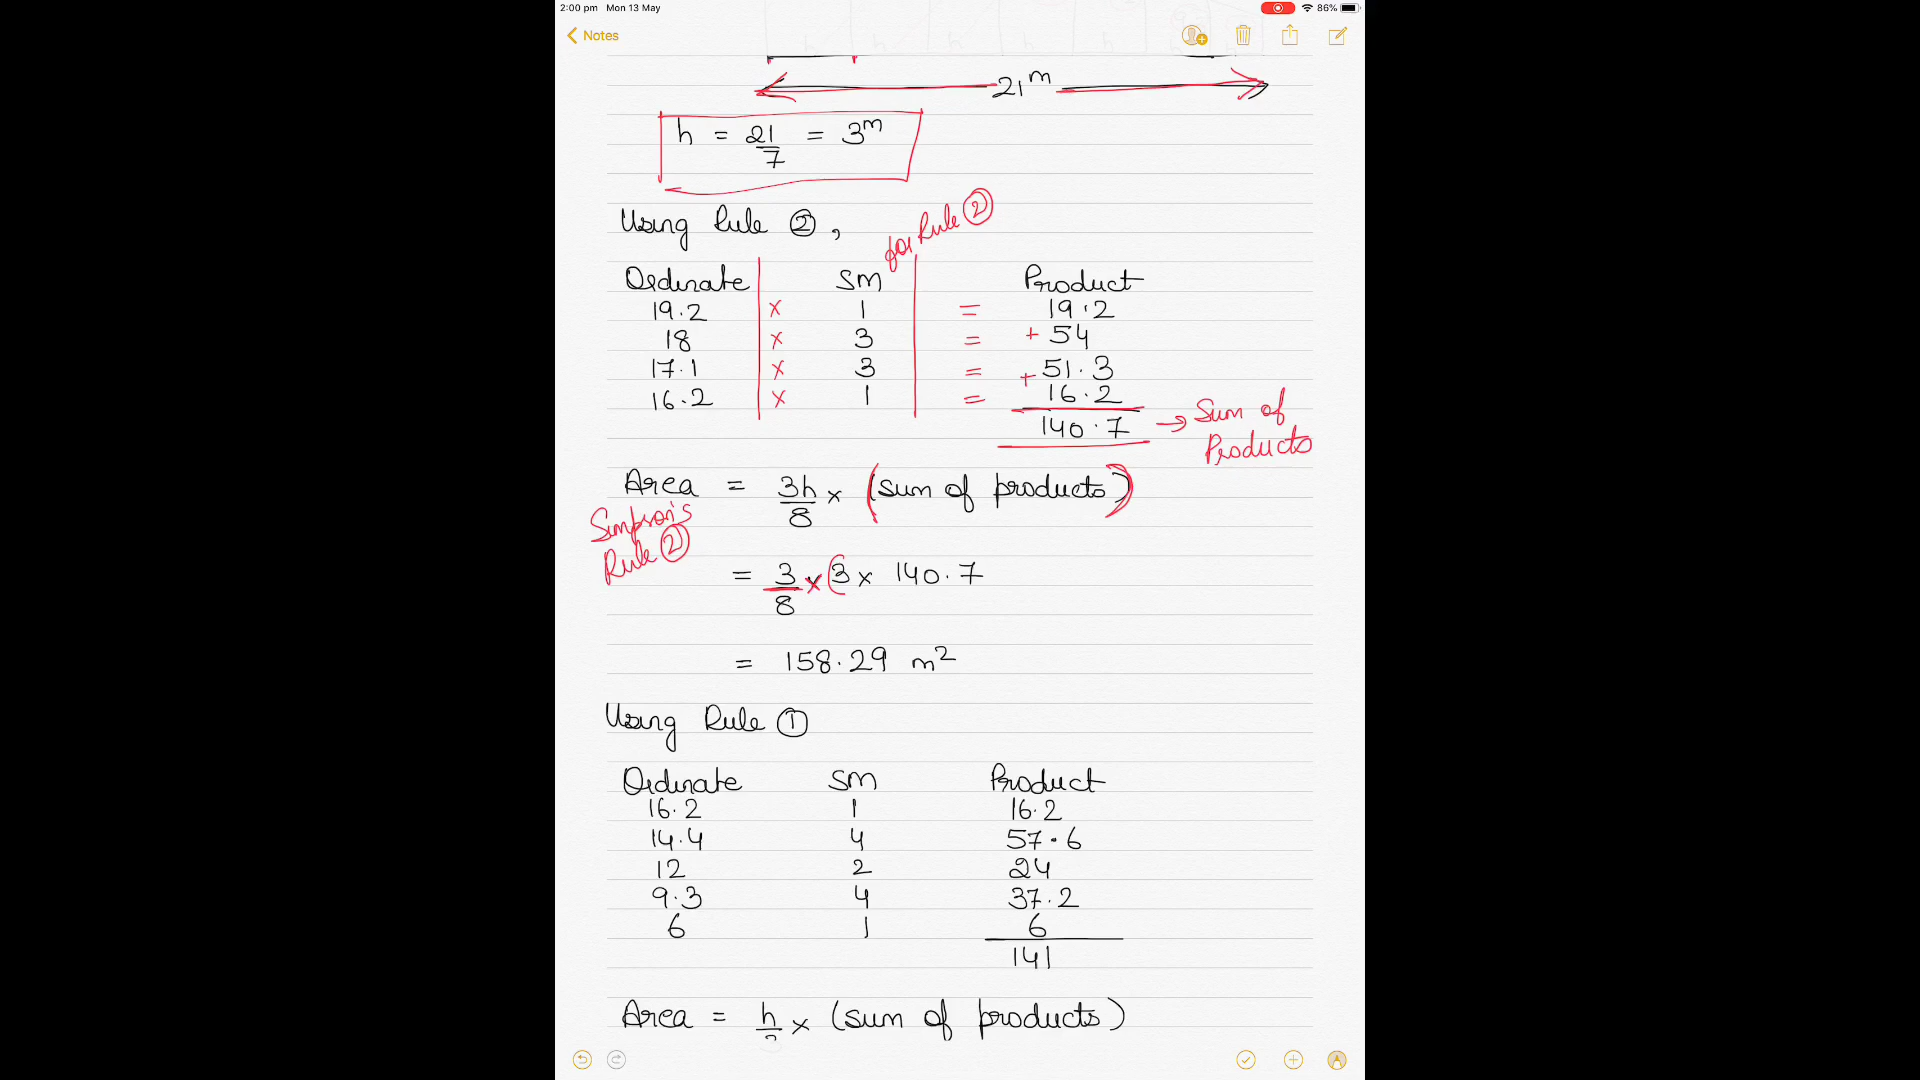 2:00 pm Mon 13 May 86%
Notes
21 m
h = 21/7 = 3 m
Using Rule ②,
for Rule ②
Ordinate SM Product
19.2 × 1 = 19.2
18 × 3 = + 54
17.1 × 3 = + 51.3
16.2 × 1 = 16.2
140.7 → Sum of Products
Area = 3h/8 × (sum of products)
Simpson's
Rule ②
= 3/8 × (3 × 140.7
= 158.29 m²
Using Rule ①
Ordinate SM Product
16.2 1 16.2
14.4 4 57.6
12 2 24
9.3 4 37.2
6 1 6
141
Area = h × (sum of products)